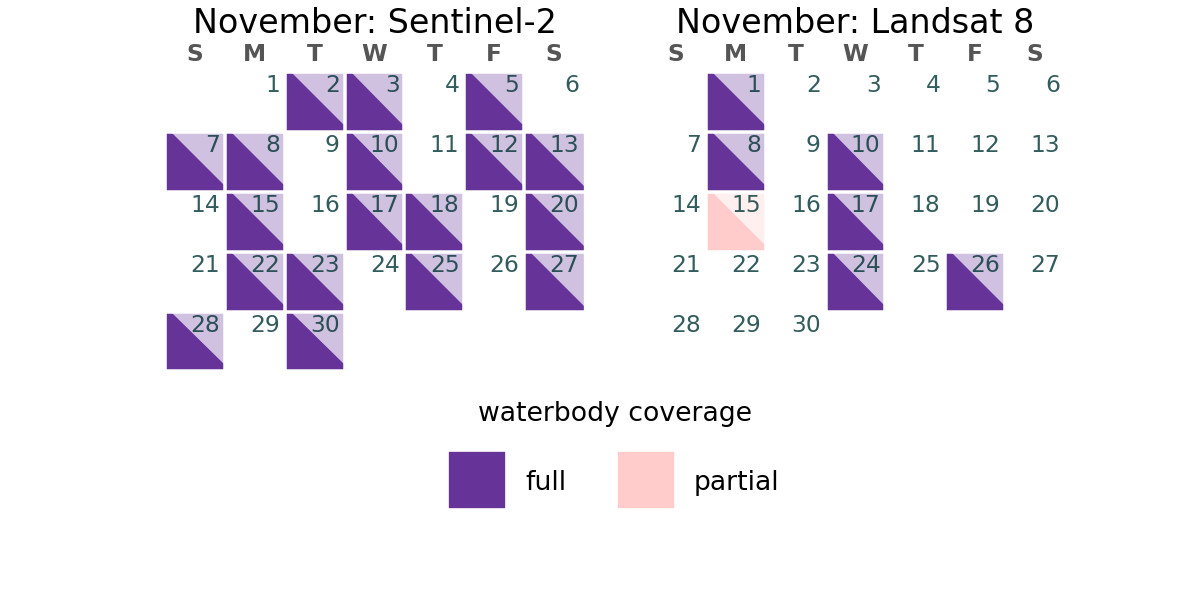 November: Sentinel-2
S M T W T F S
1 2 3 4 5 6
7 8 9 10 11 12 13
14 15 16 17 18 19 20
21 22 23 24 25 26 27
28 29 30
November: Landsat 8
S M T W T F S
1 2 3 4 5 6
7 8 9 10 11 12 13
14 15 16 17 18 19 20
21 22 23 24 25 26 27
28 29 30
waterbody coverage
full partial